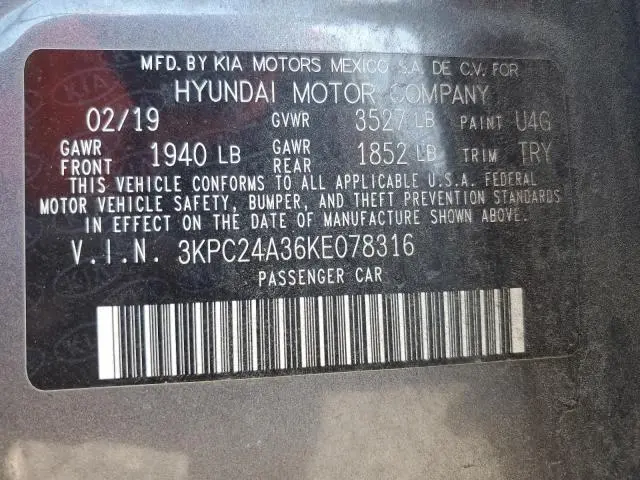 MFD. BY KIA MOTORS MEXICO S.A. DE C.V. FOR
HYUNDAI MOTOR COMPANY
02/19 GVWR 3527 LB PAINT U4G
GAWR FRONT 1940 LB GAWR REAR 1852 LB TRIM TRY
THIS VEHICLE CONFORMS TO ALL APPLICABLE U.S.A. FEDERAL
MOTOR VEHICLE SAFETY, BUMPER, AND THEFT PREVENTION STANDARDS
IN EFFECT ON THE DATE OF MANUFACTURE SHOWN ABOVE.
V.I.N. 3KPC24A36KE078316
PASSENGER CAR